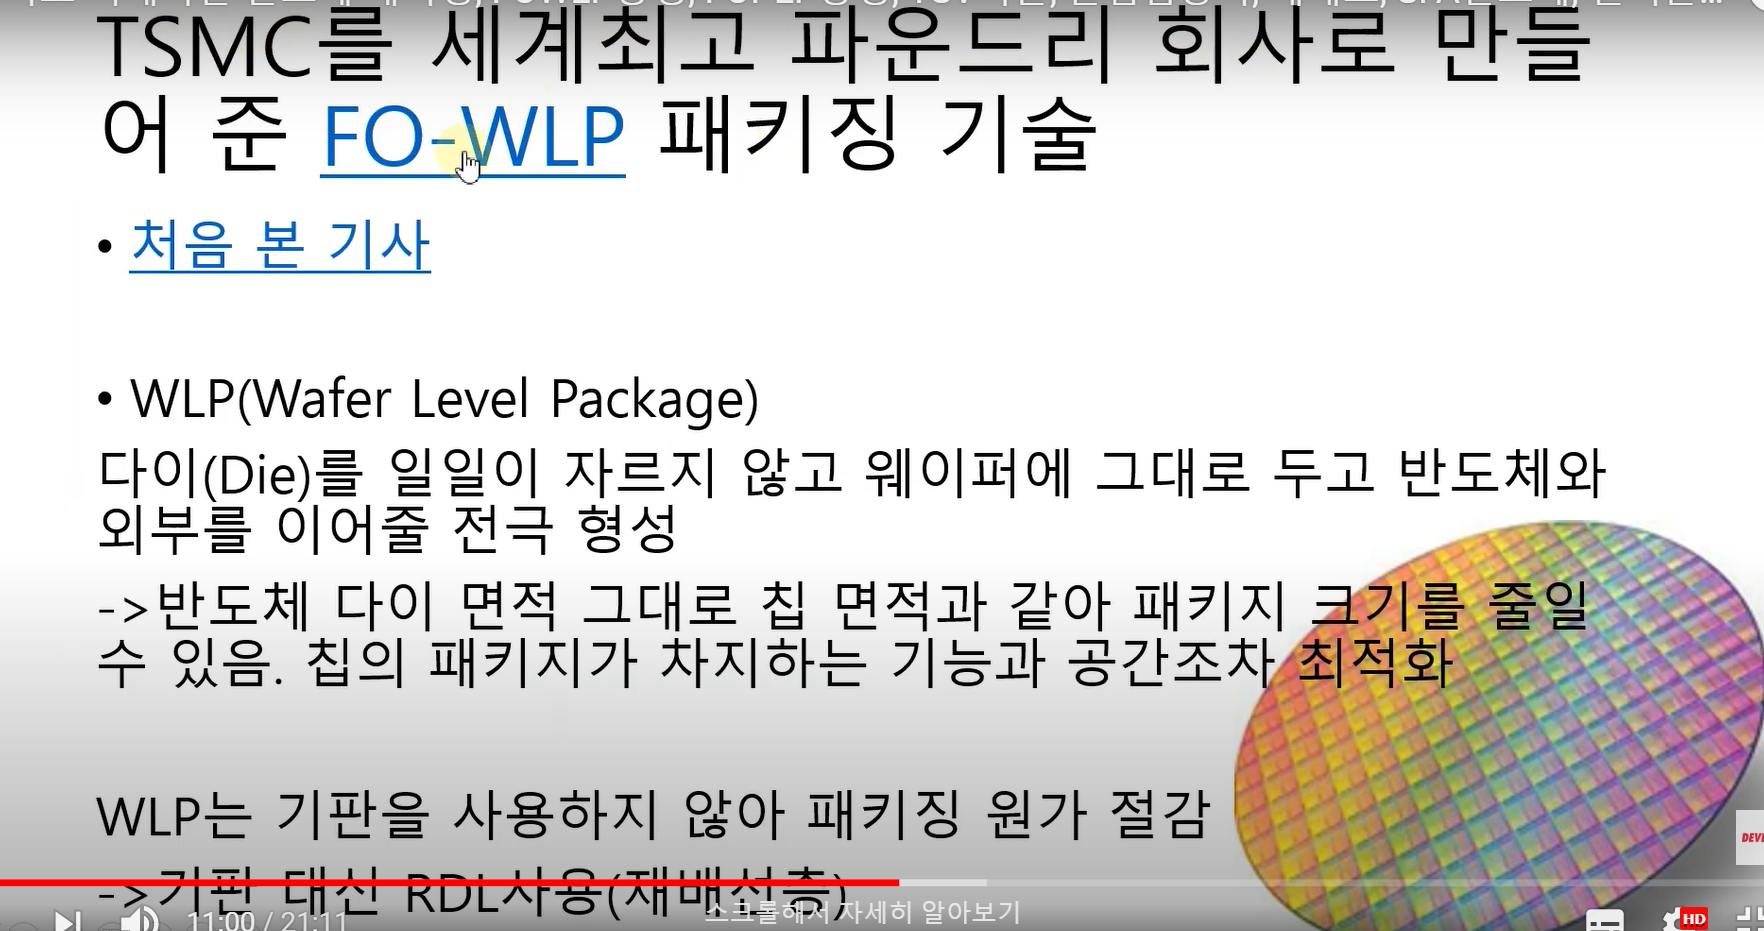 TSMC를 세계최고 파운드리 회사로 만들
어 준 FO-WLP 패키징 기술
• 처음 본 기사
• WLP(Wafer Level Package)
다이(Die)를 일일이 자르지 않고 웨이퍼에 그대로 두고 반도체와
외부를 이어줄 전극 형성
->반도체 다이 면적 그대로 칩 면적과 같아 패키지 크기를 줄일
수 있음. 칩의 패키지가 차지하는 기능과 공간조차 최적화
WLP는 기판을 사용하지 않아 패키징 원가 절감
->기판 대신 RDL사용(재배선층)
스크롤해서 자세히 알아보기
11:00 / 21:11
HD